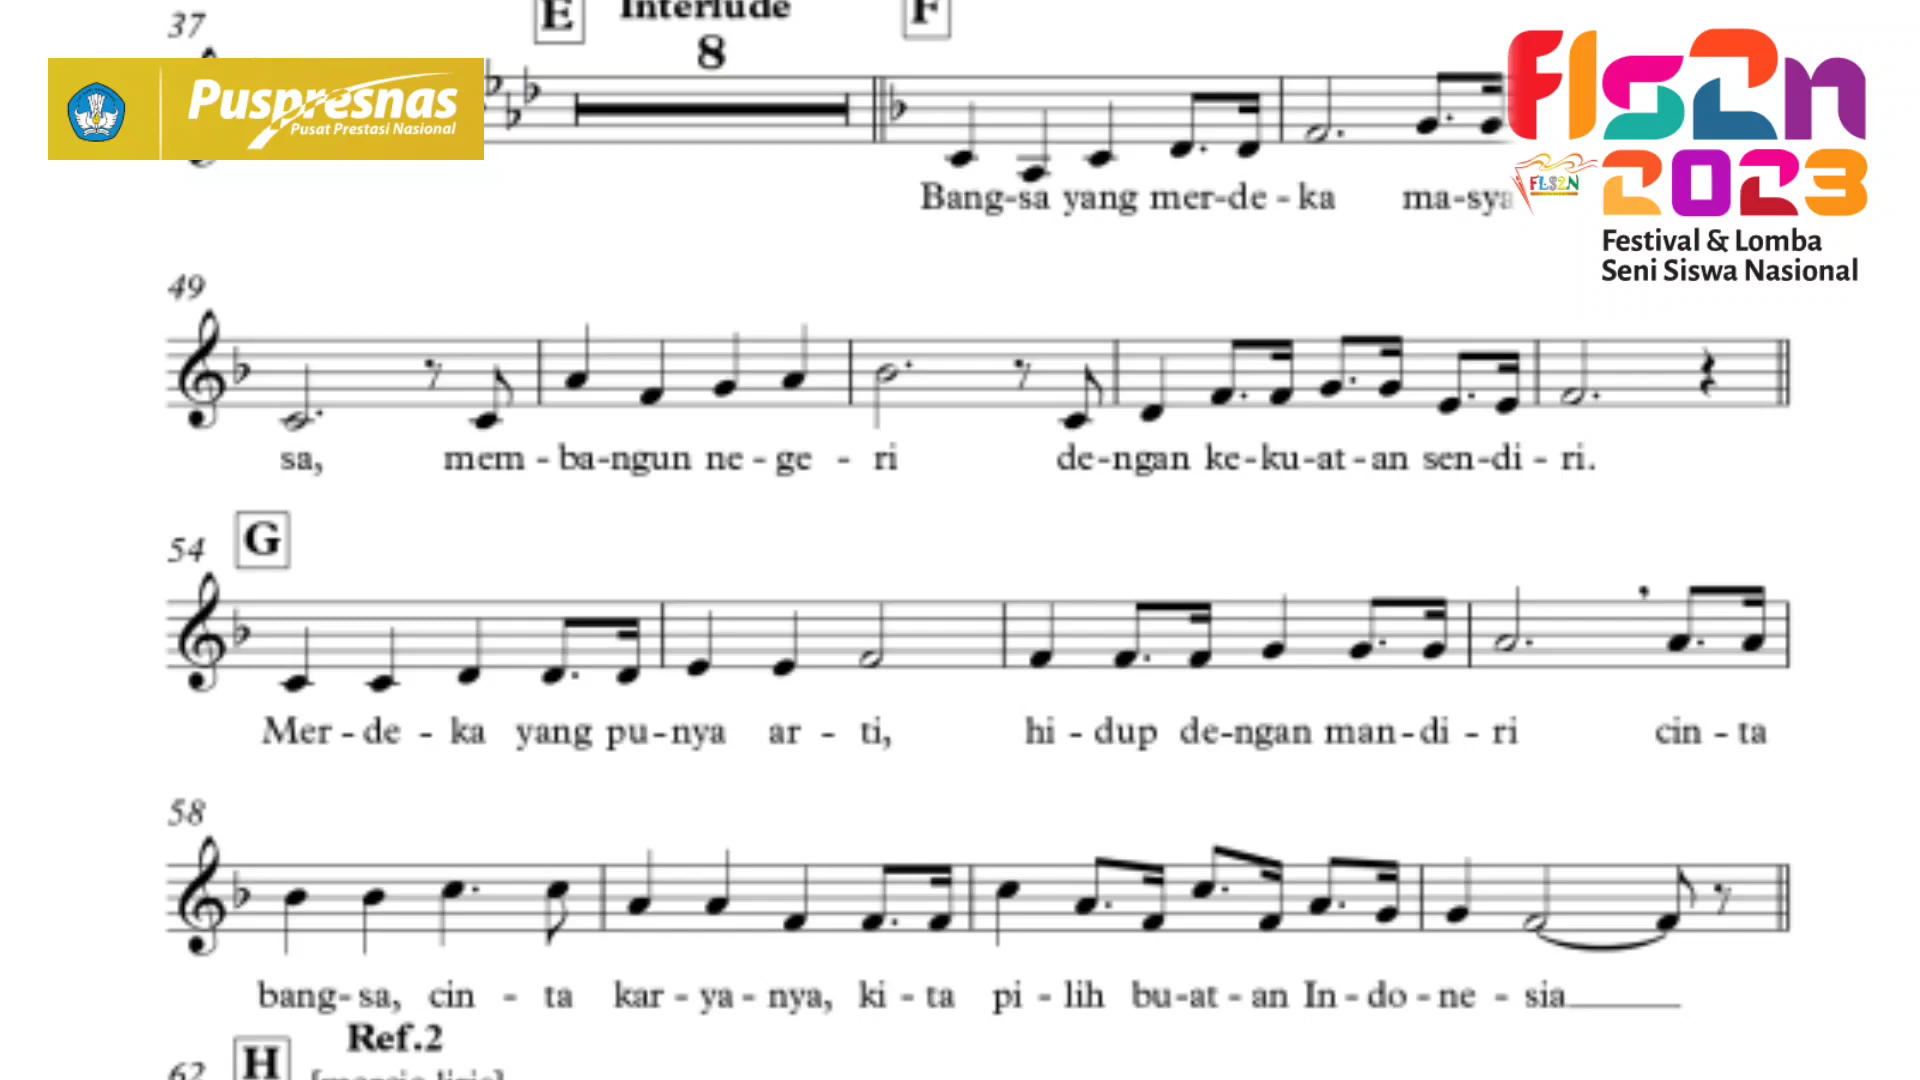 37
E Interlude F
8
Puspresnas
Pusat Prestasi Nasional
fls2n
2023
FLS2N
Festival & Lomba
Seni Siswa Nasional
Bang-sa yang mer-de-ka ma-sya
49
sa, mem-ba-ngun ne-ge-ri de-ngan ke-ku-at-an sen-di-ri.
54 G
Mer-de-ka yang pu-nya ar-ti, hi-dup de-ngan man-di-ri cin-ta
58
bang-sa, cin-ta kar-ya-nya, ki-ta pi-lih bu-at-an In-do-ne-sia
Ref.2
62 H